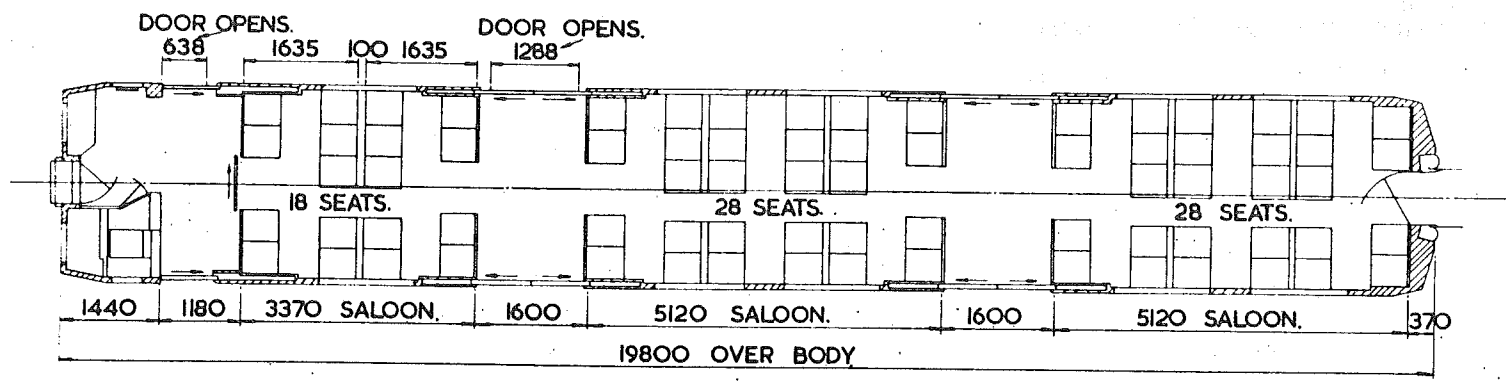 DOOR OPENS.
638
1635 100 1635
DOOR OPENS.
1288
18 SEATS.
28 SEATS.
28 SEATS.
1440 1180 3370 SALOON. 1600 5120 SALOON. 1600 5120 SALOON. 370
19800 OVER BODY